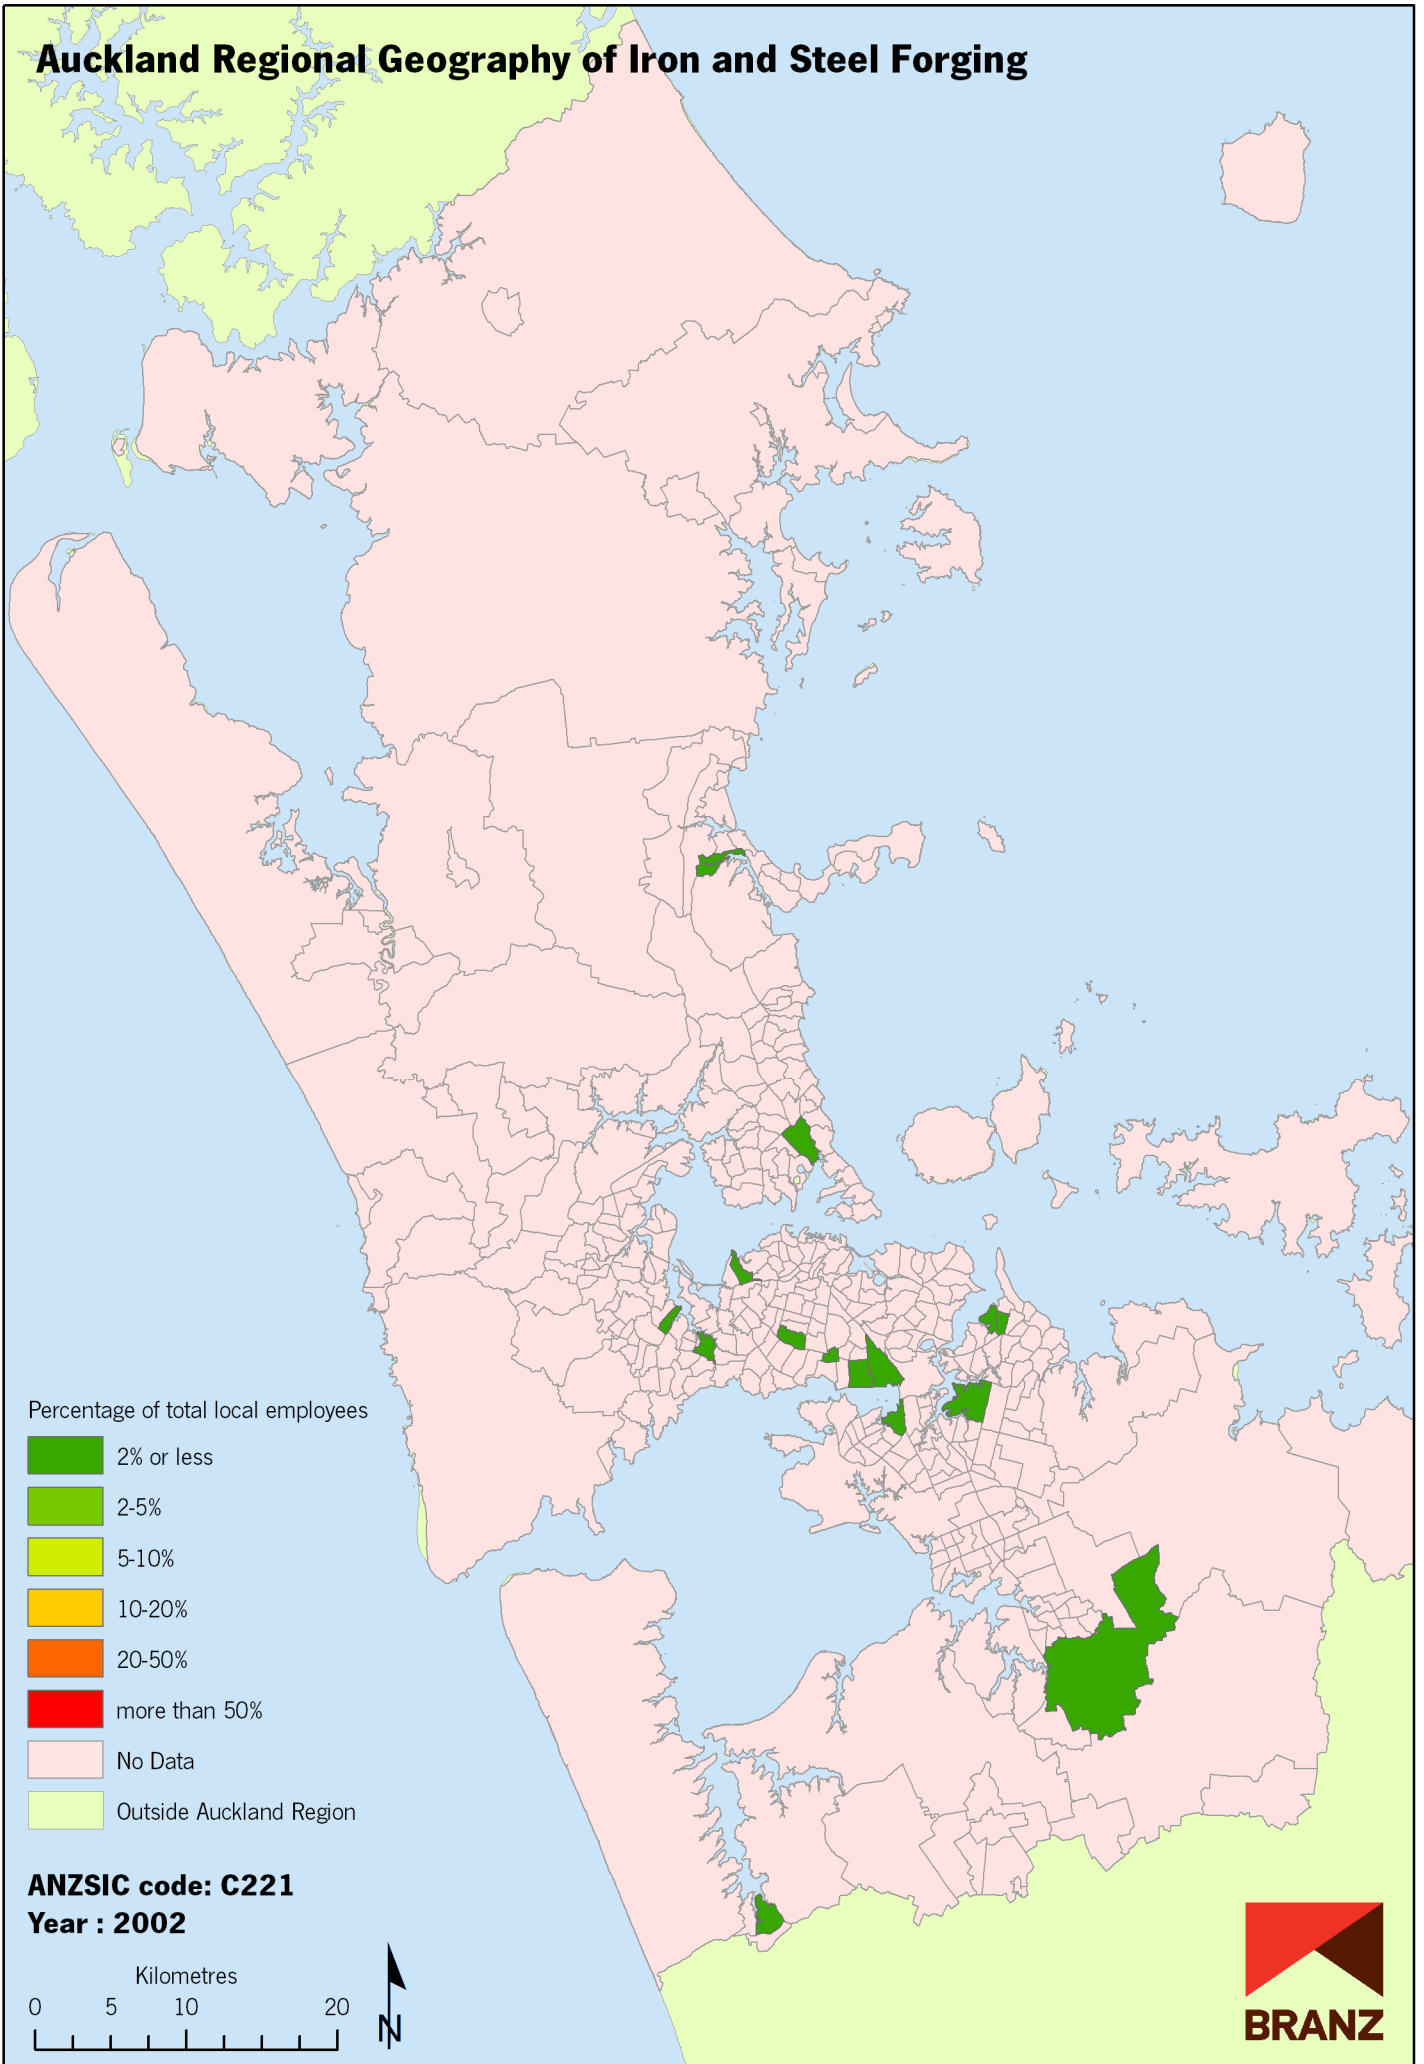 Auckland Regional Geography of Iron and Steel Forging
Percentage of total local employees
2% or less
2-5%
5-10%
10-20%
20-50%
more than 50%
No Data
Outside Auckland Region
ANZSIC code: C221
Year : 2002
Kilometres
0 5 10 20
N
BRANZ